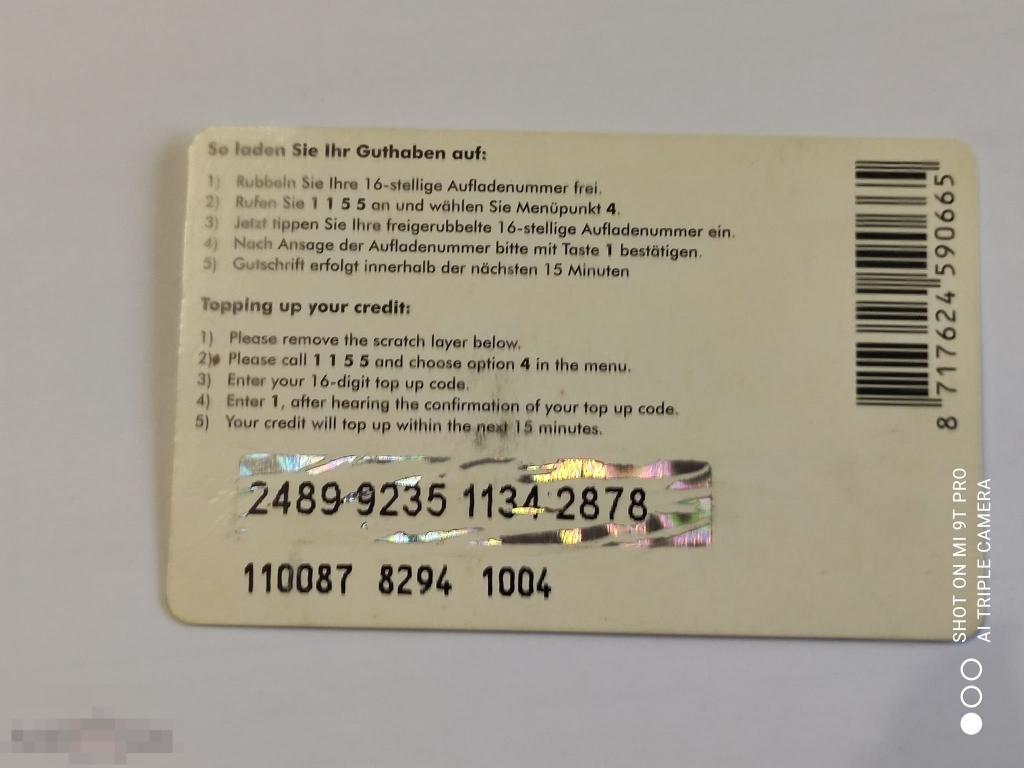 So laden Sie Ihr Guthaben auf:
1) Rubbeln Sie Ihre 16-stellige Aufladenummer frei.
2) Rufen Sie 1 1 5 5 an und wählen Sie Menüpunkt 4.
3) Jetzt tippen Sie Ihre freigerubbelte 16-stellige Aufladenummer ein.
4) Nach Ansage der Aufladenummer bitte mit Taste 1 bestätigen.
5) Gutschrift erfolgt innerhalb der nächsten 15 Minuten
Topping up your credit:
1) Please remove the scratch layer below.
2) Please call 1 1 5 5 and choose option 4 in the menu.
3) Enter your 16-digit top up code.
4) Enter 1, after hearing the confirmation of your top up code.
5) Your credit will top up within the next 15 minutes.
2489 9235 1134 2878
110087 8294 1004
8 717624 590665
SHOT ON MI 9T PRO
AI TRIPLE CAMERA